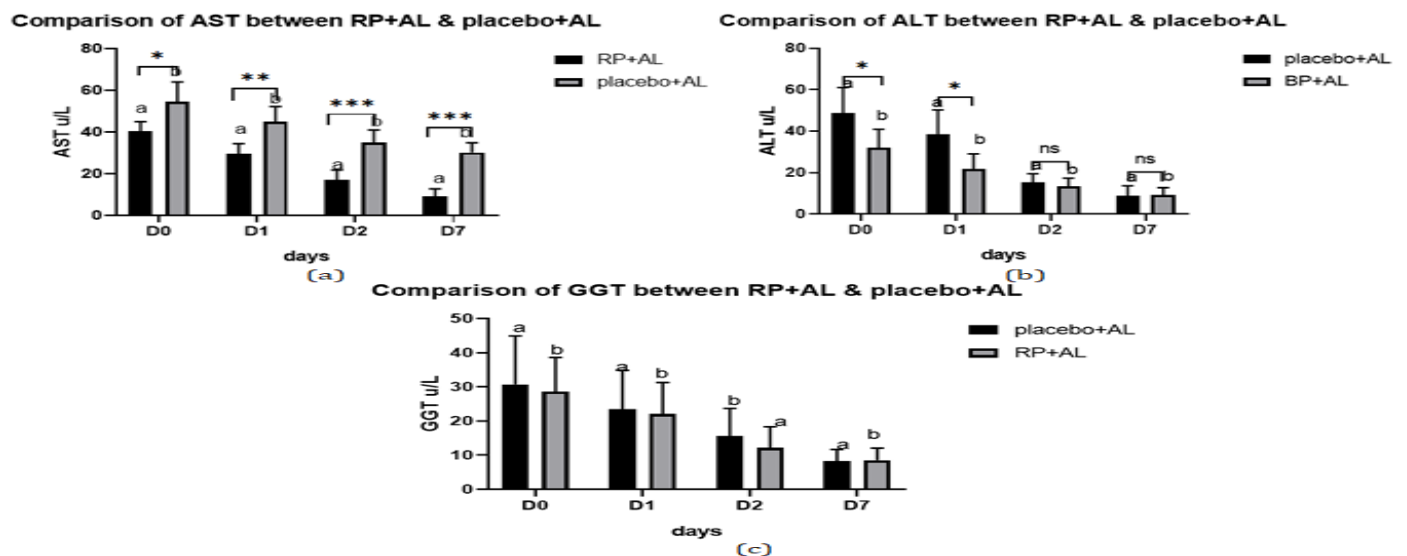 Comparison of AST between RP+AL & placebo+AL
AST u/L
80
60
40
20
0
*
**
***
***
a
b
a
b
a
b
a
b
RP+AL
placebo+AL
D0 D1 D2 D7
days
(a)
Comparison of ALT between RP+AL & placebo+AL
ALT u/L
80
60
40
20
0
*
*
ns
ns
a
b
a
b
a
b
a
b
placebo+AL
BP+AL
D0 D1 D2 D7
days
(b)
Comparison of GGT between RP+AL & placebo+AL
GGT u/L
50
40
30
20
10
0
a
b
a
b
b
a
a
b
placebo+AL
RP+AL
D0 D1 D2 D7
days
(c)